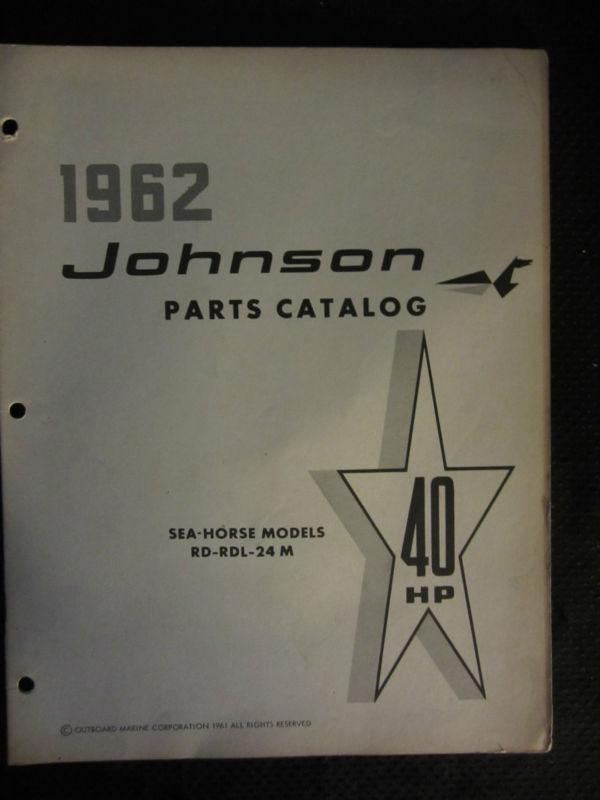 1962
Johnson
PARTS CATALOG
SEA-HORSE MODELS
RD-RDL-24 M
40
HP
© OUTBOARD MARINE CORPORATION 1961 ALL RIGHTS RESERVED